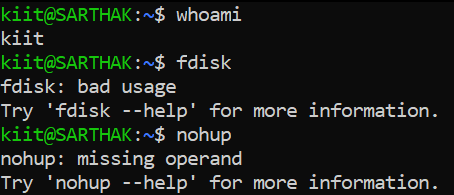 kiit@SARTHAK:~$ whoami
kiit
kiit@SARTHAK:~$ fdisk
fdisk: bad usage
Try 'fdisk --help' for more information.
kiit@SARTHAK:~$ nohup
nohup: missing operand
Try 'nohup --help' for more information.